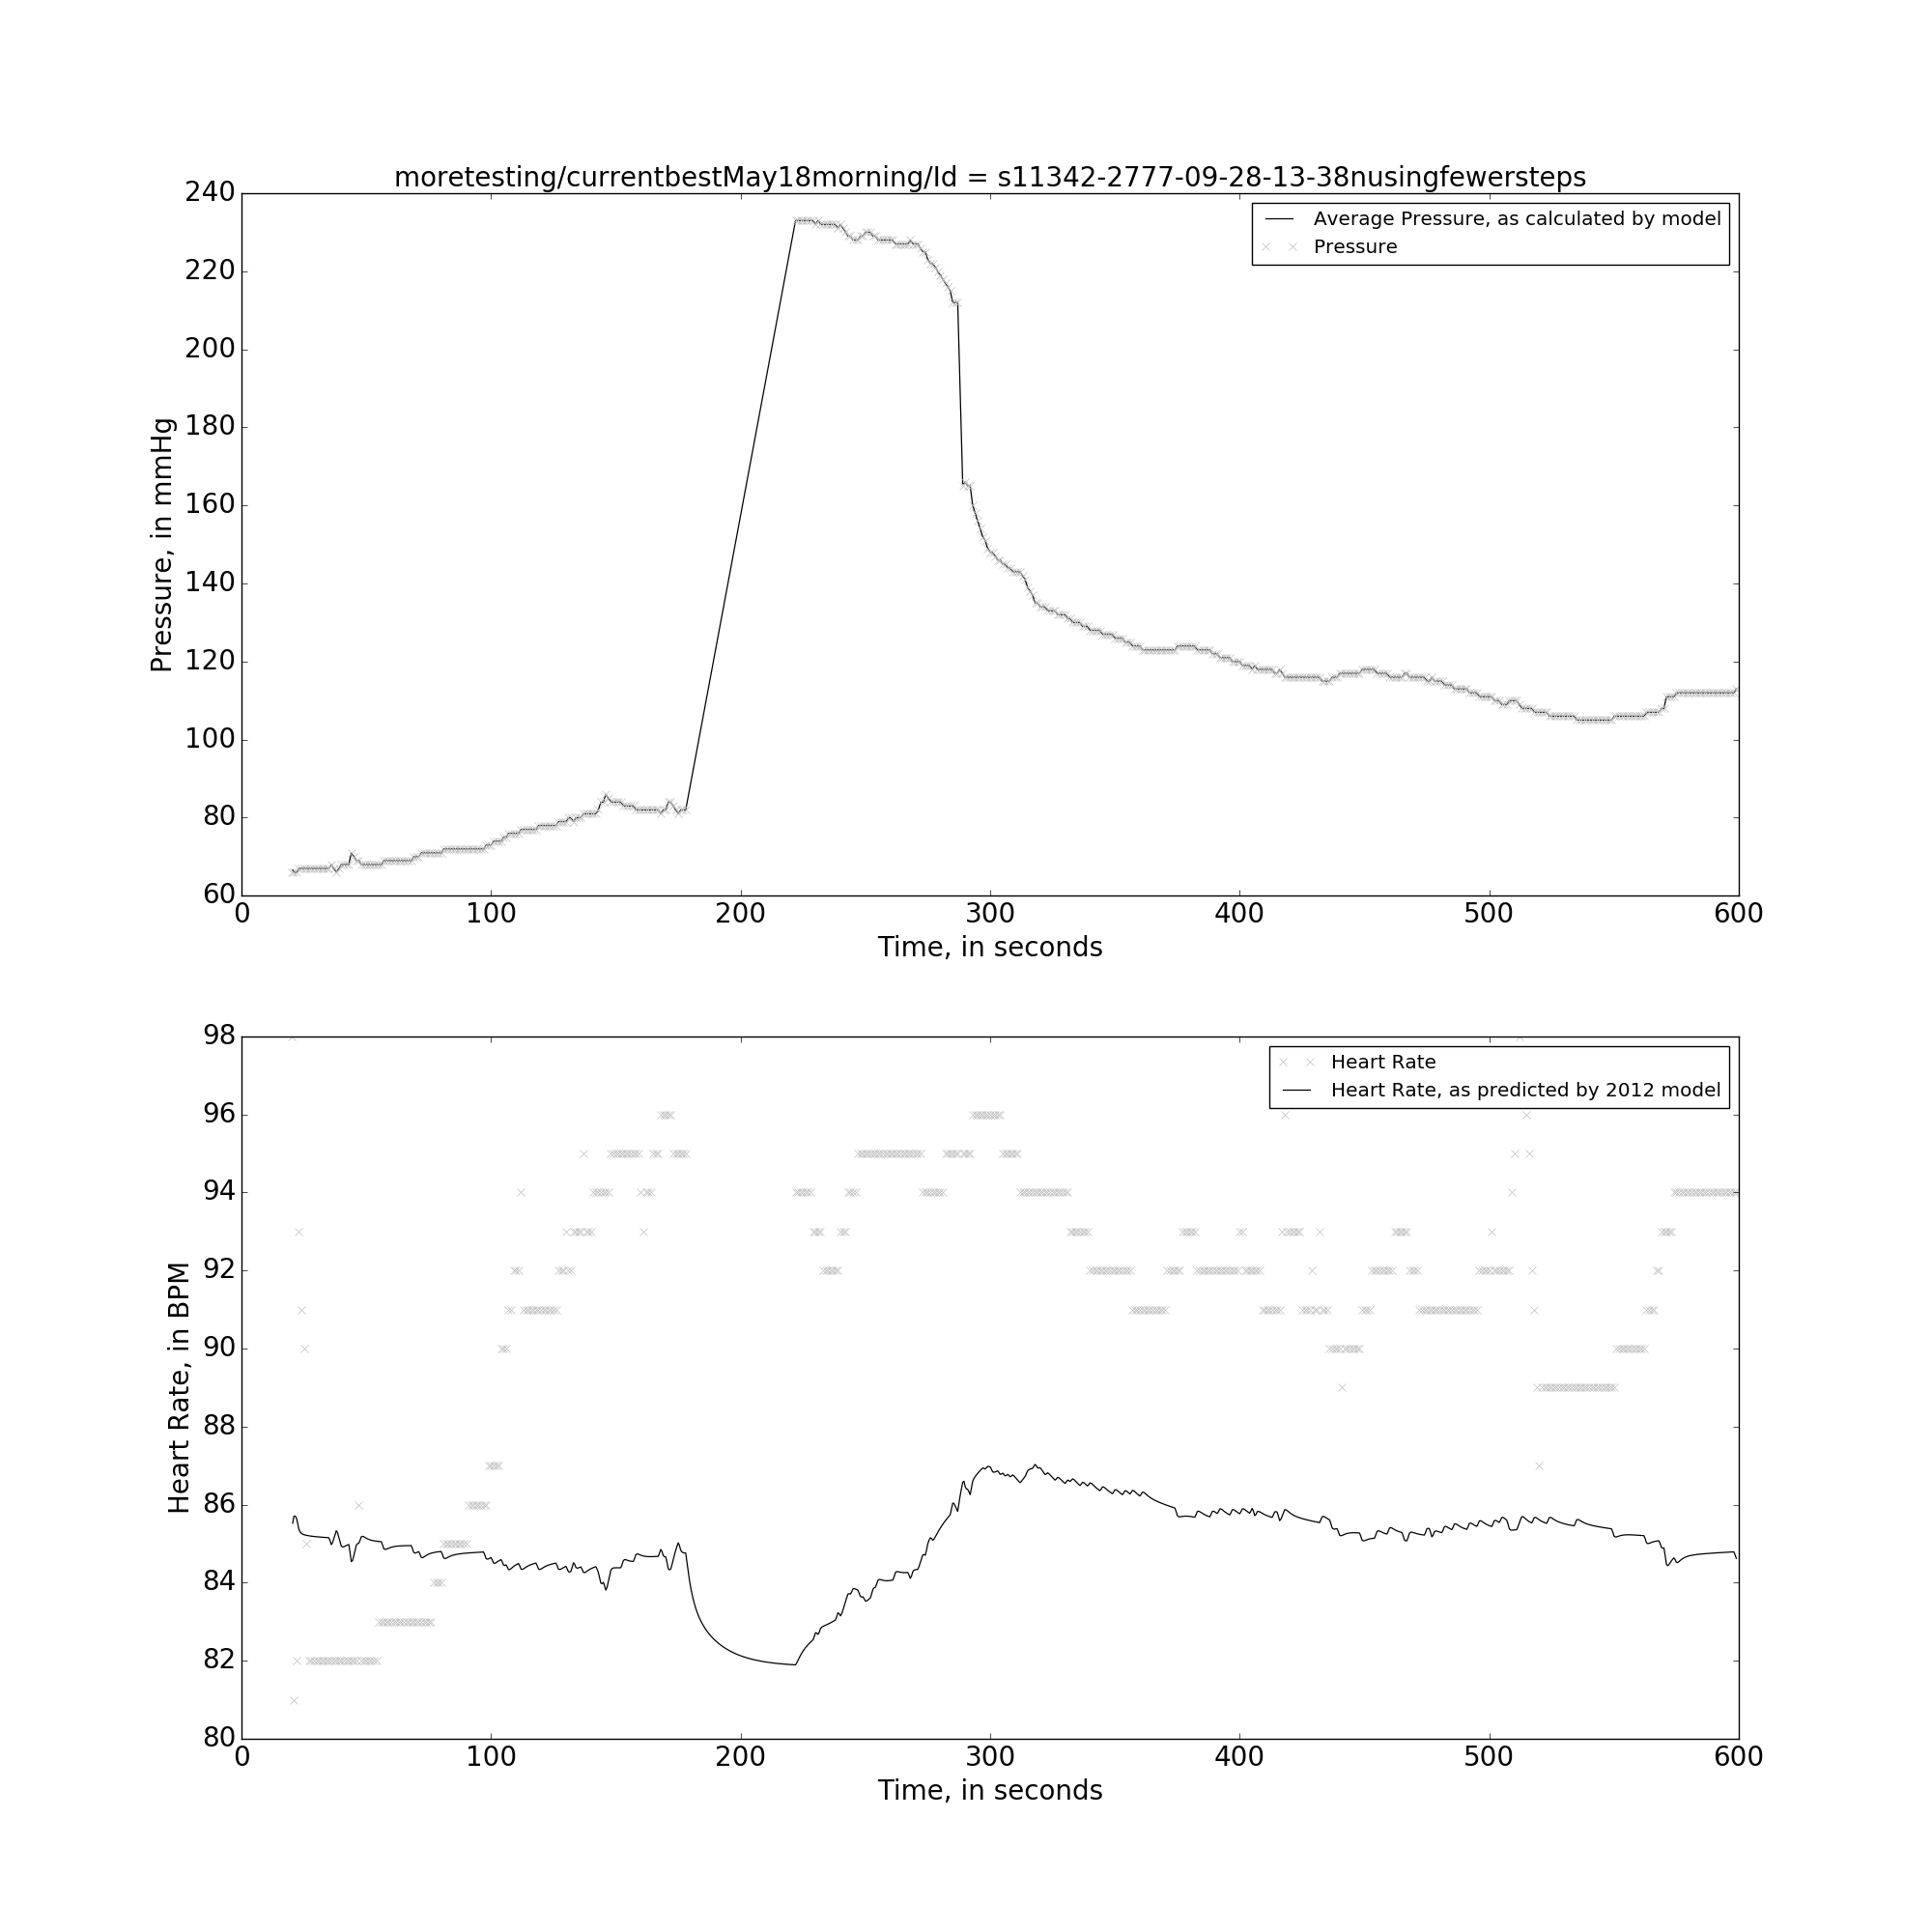 moretesting/currentbestMay18morning/Id = s11342-2777-09-28-13-38nusingfewersteps
240
220
200
180
160
140
120
100
80
60
Pressure, in mmHg
Average Pressure, as calculated by model
Pressure
0 100 200 300 400 500 600
Time, in seconds
98
96
94
92
90
88
86
84
82
80
Heart Rate, in BPM
Heart Rate
Heart Rate, as predicted by 2012 model
0 100 200 300 400 500 600
Time, in seconds